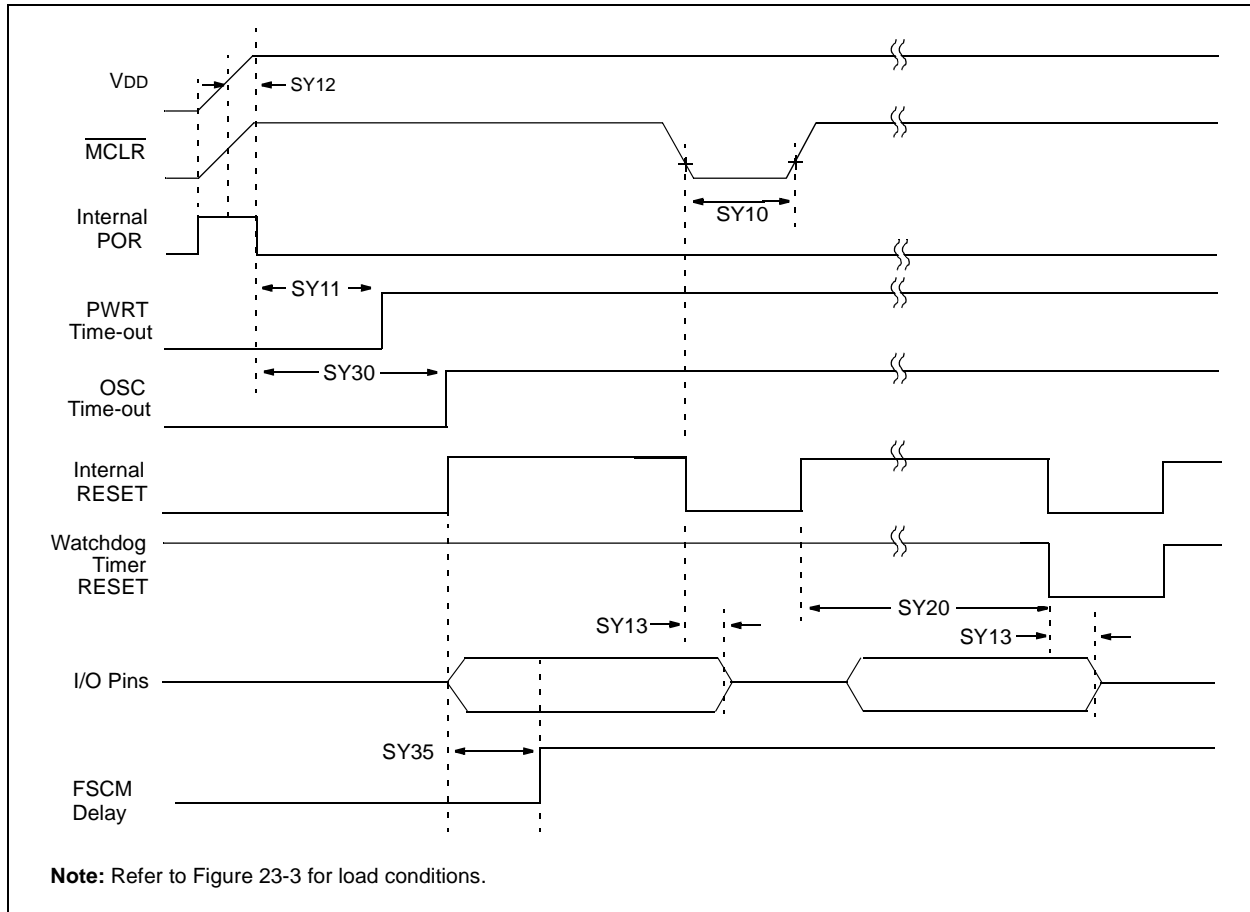 VDD
SY12
MCLR
SY10
Internal
POR
SY11
PWRT
Time-out
SY30
OSC
Time-out
Internal
RESET
Watchdog
Timer
RESET
SY20
SY13
SY13
I/O Pins
SY35
FSCM
Delay
Note: Refer to Figure 23-3 for load conditions.